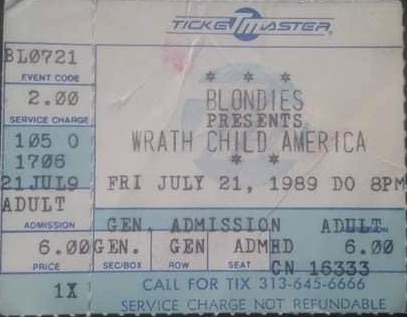 TICKETMASTER
BL0721
EVENT CODE
2.00
SERVICE CHARGE
105 0
1706
21JUL9
ADULT
ADMISSION
6.00
PRICE
1X
* * *
BLONDIES
PRESENTS
WRATH CHILD AMERICA
* *
FRI JULY 21, 1989 DO 8PM
GEN. ADMISSION ADULT
GEN. GEN ADMHD 6.00
SEC/BOX ROW SEAT
CN 16333
CALL FOR TIX 313-645-6666
SERVICE CHARGE NOT REFUNDABLE